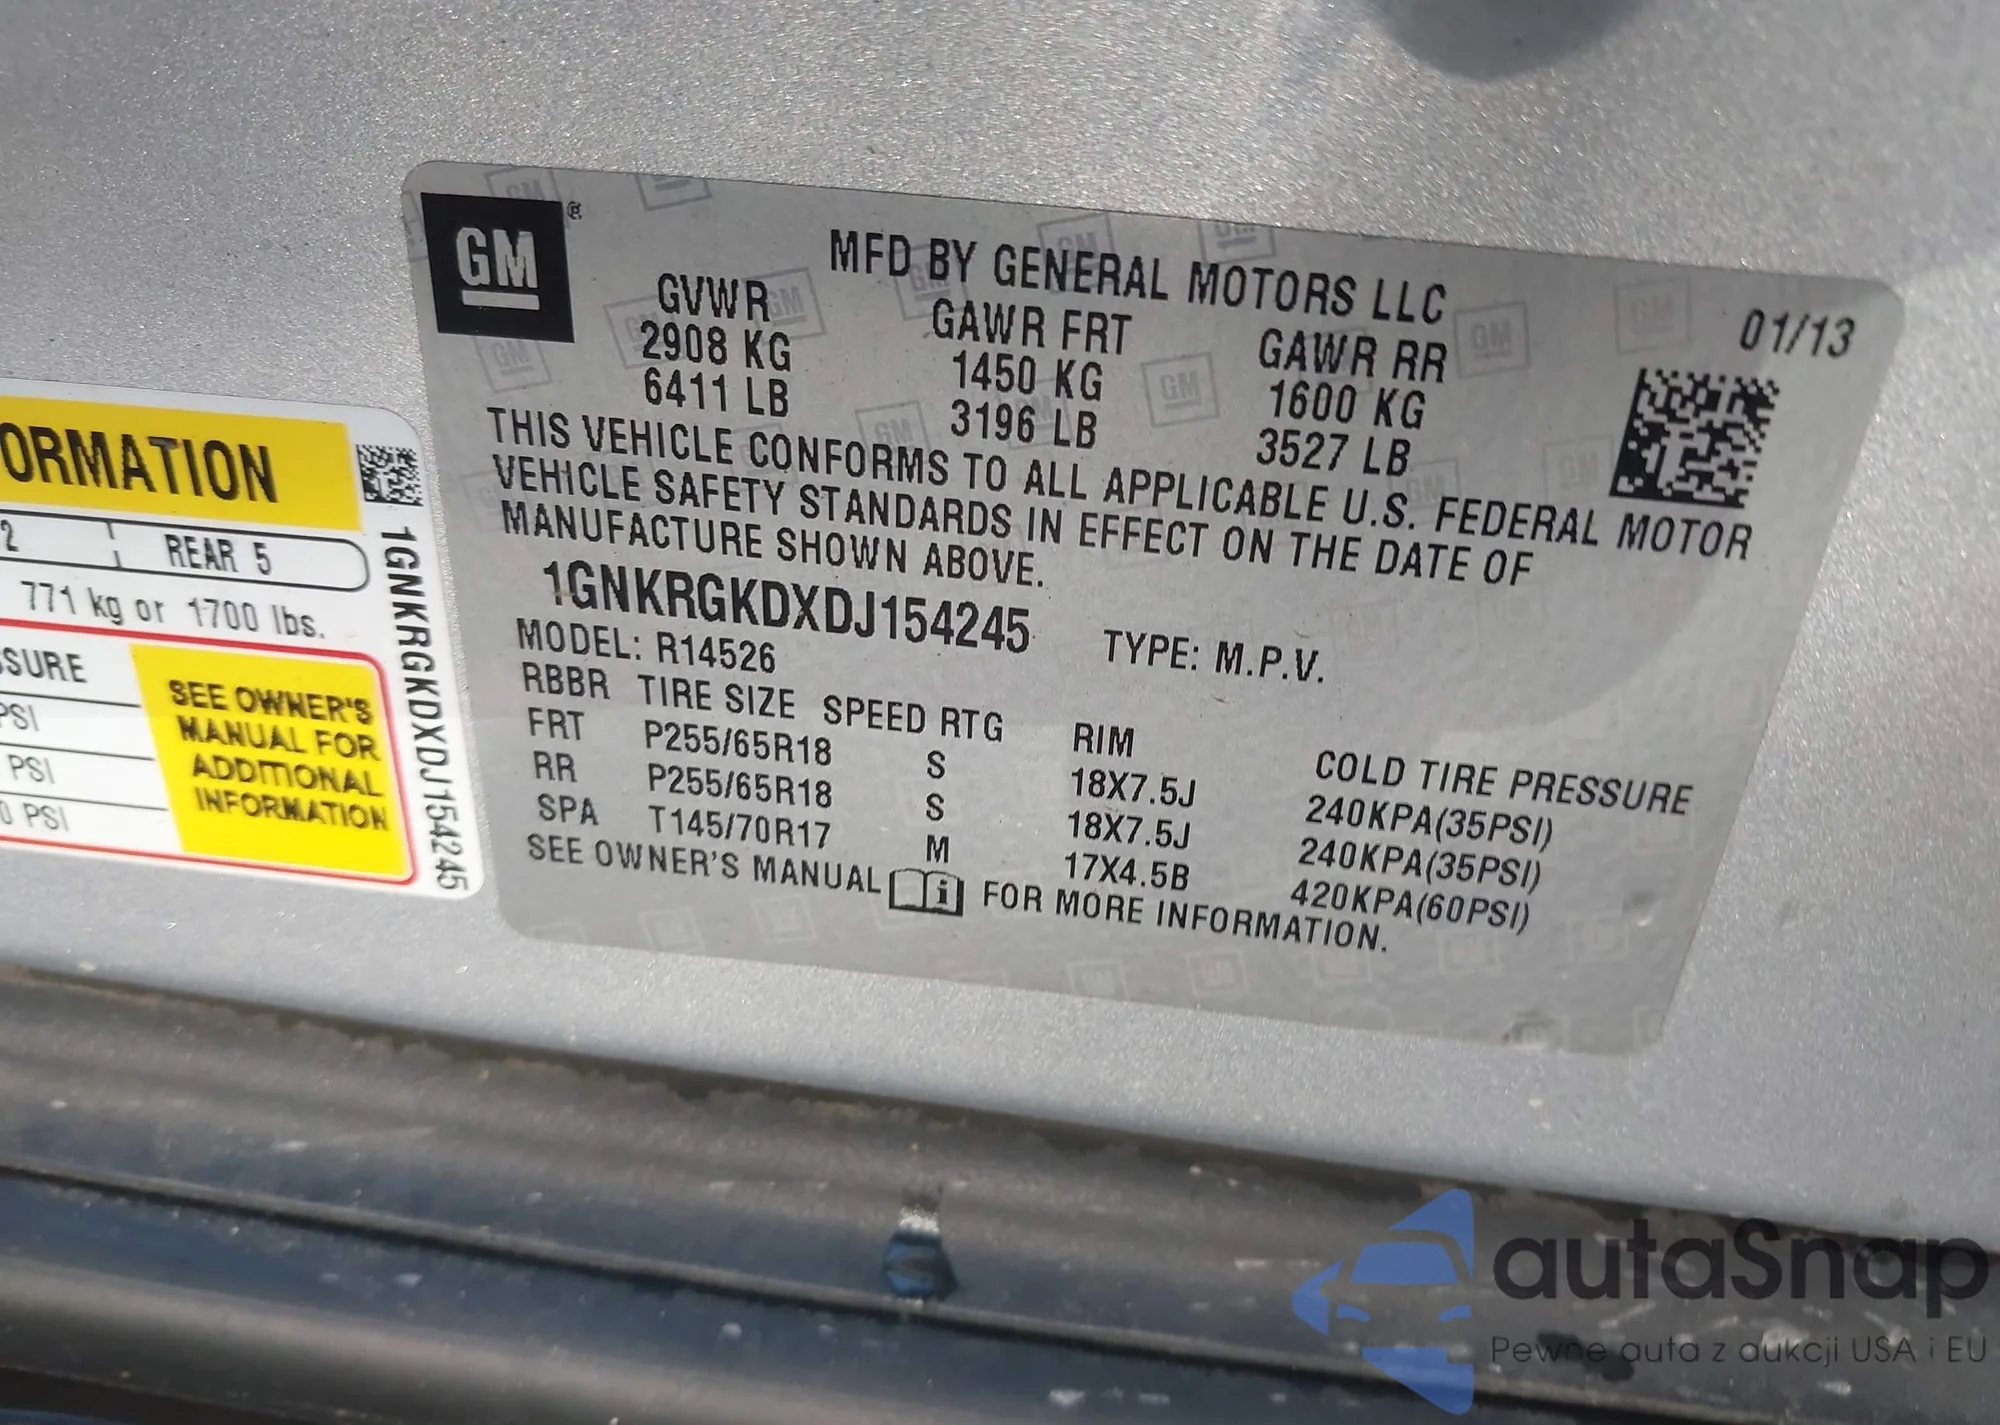 GM ®
MFD BY GENERAL MOTORS LLC
01/13
GVWR GAWR FRT GAWR RR
2908 KG 1450 KG 1600 KG
6411 LB 3196 LB 3527 LB
THIS VEHICLE CONFORMS TO ALL APPLICABLE U.S. FEDERAL MOTOR
VEHICLE SAFETY STANDARDS IN EFFECT ON THE DATE OF
MANUFACTURE SHOWN ABOVE.
1GNKRGKDXDJ154245 TYPE: M.P.V.
MODEL: R14526
RBBR TIRE SIZE SPEED RTG RIM COLD TIRE PRESSURE
FRT P255/65R18 S 18X7.5J 240KPA(35PSI)
RR P255/65R18 S 18X7.5J 240KPA(35PSI)
SPA T145/70R17 M 17X4.5B 420KPA(60PSI)
SEE OWNER'S MANUAL FOR MORE INFORMATION.
ORMATION
2 REAR 5
771 kg or 1700 lbs.
SSURE
PSI
PSI
0 PSI
SEE OWNER'S
MANUAL FOR
ADDITIONAL
INFORMATION
1GNKRGKDXDJ154245
autaSnap
Pewne auta z aukcji USA i EU